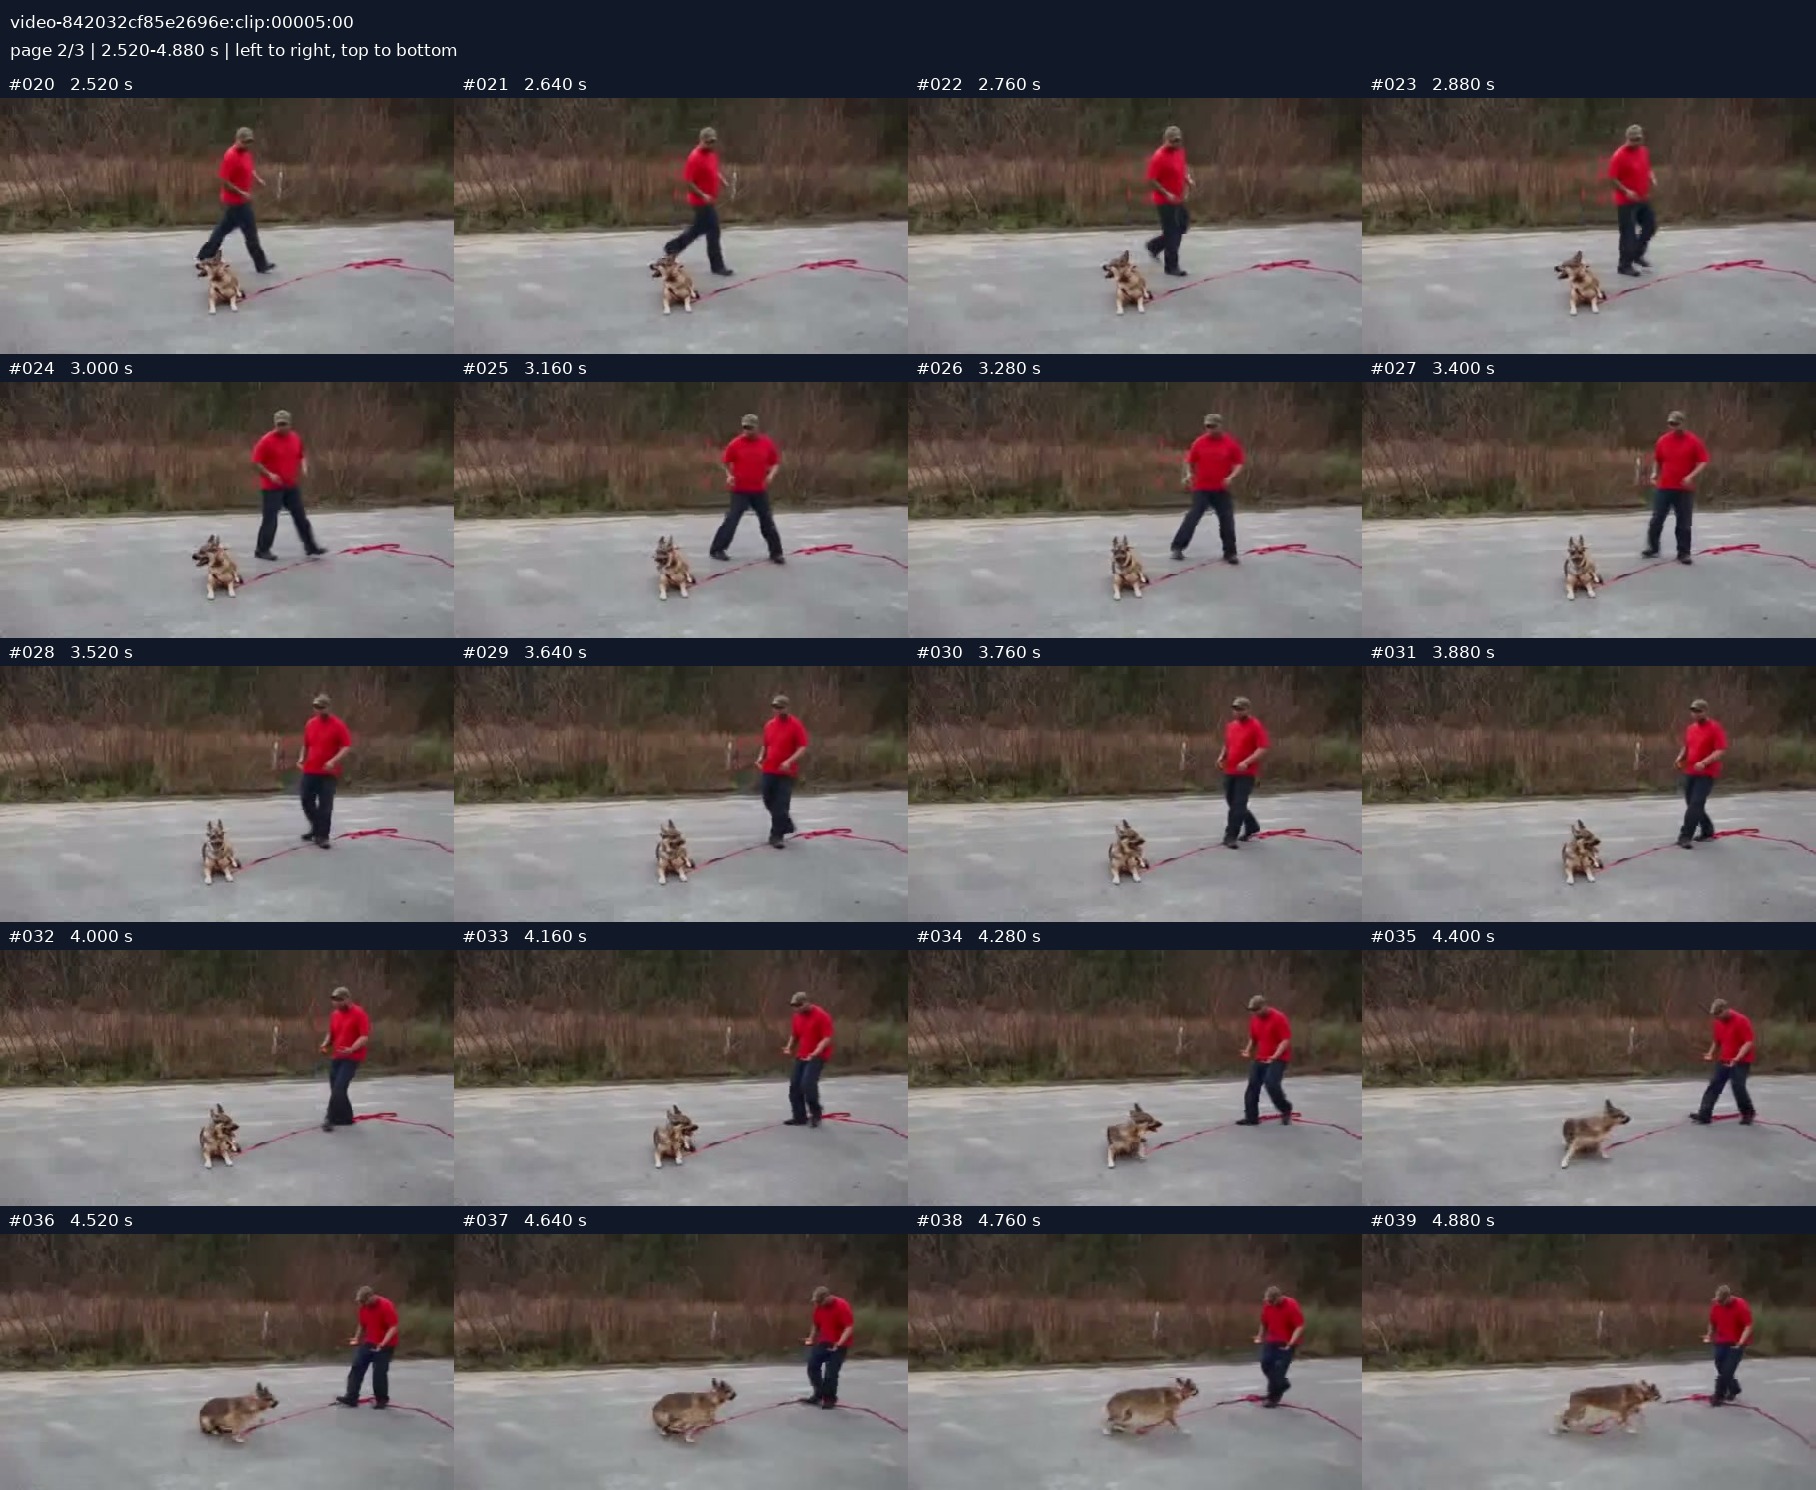 video-842032cf85e2696e:clip:00005:00
page 2/3 | 2.520-4.880 s | left to right, top to bottom
#020 2.520 s
#021 2.640 s
#022 2.760 s
#023 2.880 s
#024 3.000 s
#025 3.160 s
#026 3.280 s
#027 3.400 s
#028 3.520 s
#029 3.640 s
#030 3.760 s
#031 3.880 s
#032 4.000 s
#033 4.160 s
#034 4.280 s
#035 4.400 s
#036 4.520 s
#037 4.640 s
#038 4.760 s
#039 4.880 s